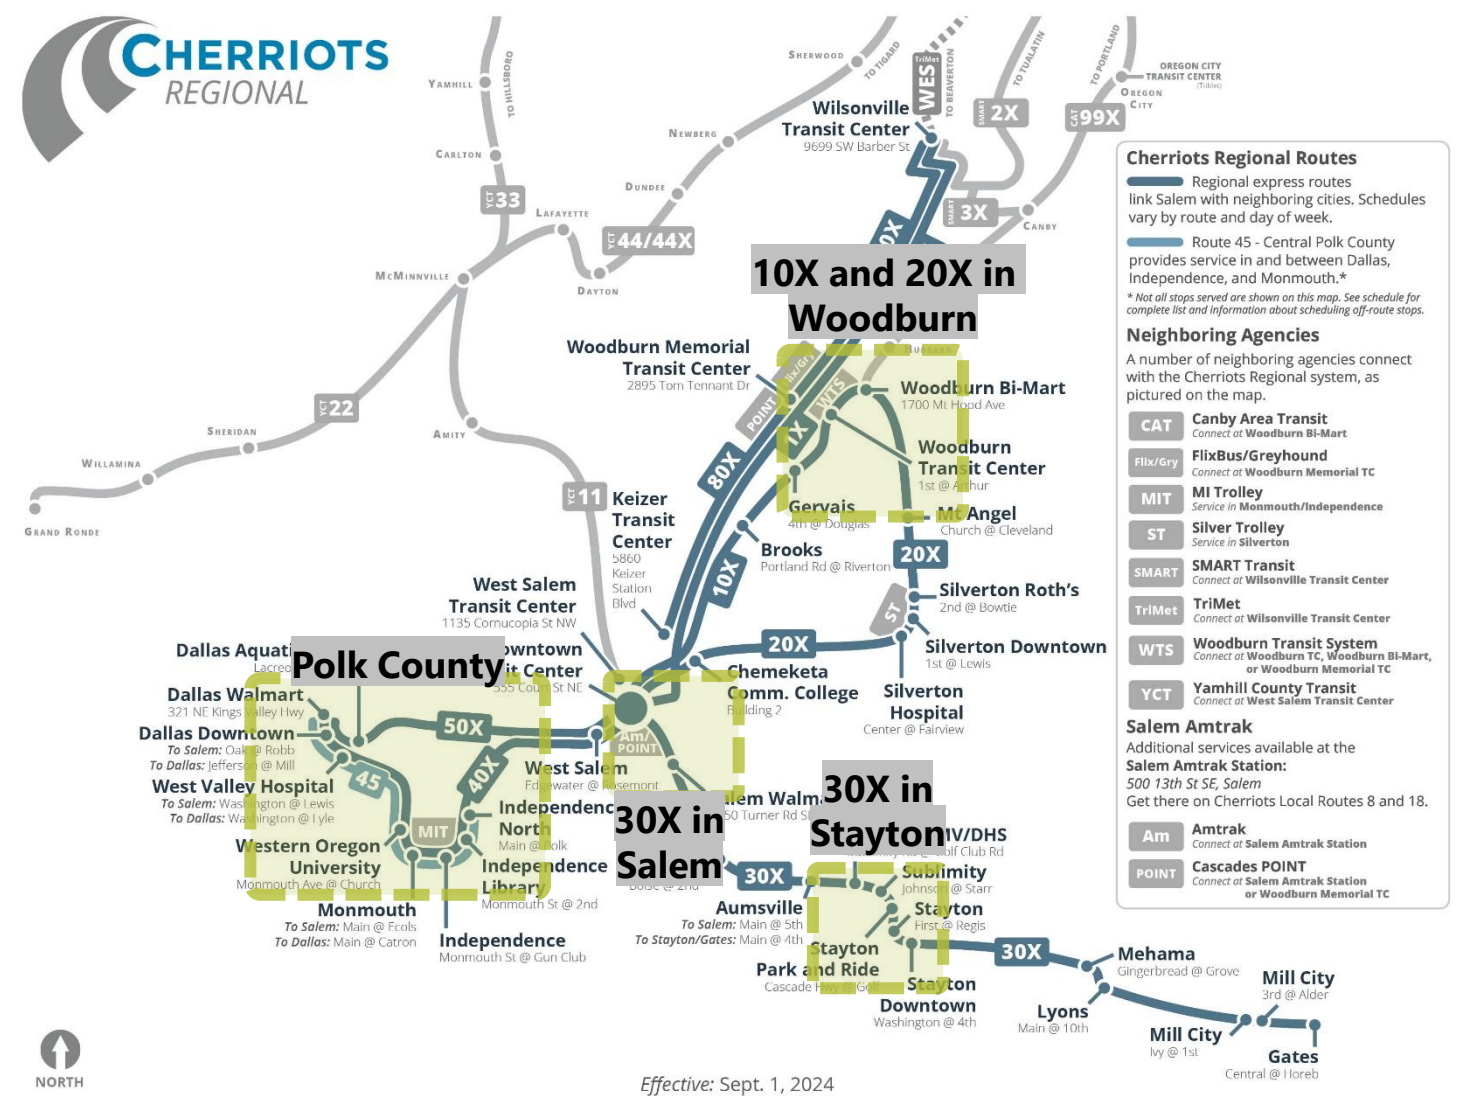 CHERRIOTS
REGIONAL
YAMHILL
TO HILLSBORO
CARLTON
YCT 33
LAFAYETTE
MCMINNVILLE
DAYTON
YCT 44/44X
DUNDEE
NEWBERG
SHERWOOD
TO TIGARD
WES TriMet
TO BEAVERTON
SMART 2X
TO TUALATIN
CAT 99X
TO PORTLAND
OREGON CITY
TRANSIT CENTER
(TriMet)
OREGON
CITY
Wilsonville
Transit Center
9699 SW Barber St
SMART 3X
CANBY
YCT 22
SHERIDAN
WILLAMINA
GRAND RONDE
AMITY
YCT 11
10X and 20X in
Woodburn
Woodburn Memorial
Transit Center
2895 Tom Tennant Dr
Flix/Gry
POINT
WTS
1X
HUBBARD
Woodburn Bi-Mart
1700 Mt Hood Ave
Woodburn
Transit Center
1st @ Arthur
Gervais
4th @ Douglas
Mt Angel
Church @ Cleveland
80X
Keizer
Transit
Center
5860
Keizer
Station
Blvd
10X
Brooks
Portland Rd @ Riverton
20X
ST
Silverton Roth's
2nd @ Bowtie
Silverton Downtown
1st @ Lewis
Silverton
Hospital
Center @ Fairview
20X
West Salem
Transit Center
1135 Cornucopia St NW
Chemeketa
Comm. College
Building 2
555 Court St NE
Polk County
Dallas Walmart
321 NE Kings Valley Hwy
Dallas Downtown
To Salem: Oak @ Robb
To Dallas: Jefferson @ Mill
West Valley Hospital
To Salem: Washington @ Lewis
To Dallas: Washington @ Lyle
50X
45
40X
MIT
Am/
POINT
West Salem
Edgewater @ Rosemont
North
Main @ Polk
Independence
Library
Monmouth St @ 2nd
Western Oregon
University
Monmouth Ave @ Church
Monmouth
To Salem: Main @ Ecols
To Dallas: Main @ Catron
Independence
Monmouth St @ Gun Club
30X in
Salem
30X in
Stayton
30X
Aumsville
To Salem: Main @ 5th
To Stayton/Gates: Main @ 4th
Sublimity
Johnson @ Starr
Stayton
First @ Regis
Stayton
Park and Ride
Cascade Hwy @ Golf
Stayton
Downtown
Washington @ 4th
30X
Mehama
Gingerbread @ Grove
Lyons
Main @ 10th
Mill City
3rd @ Alder
Mill City
Ivy @ 1st
Gates
Central @ Horeb
Cherriots Regional Routes
Regional express routes
link Salem with neighboring cities. Schedules
vary by route and day of week.
Route 45 - Central Polk County
provides service in and between Dallas,
Independence, and Monmouth.*
* Not all stops served are shown on this map. See schedule for
complete list and information about scheduling off-route stops.
Neighboring Agencies
A number of neighboring agencies connect
with the Cherriots Regional system, as
pictured on the map.
CAT Canby Area Transit
Connect at Woodburn Bi-Mart
Flix/Gry FlixBus/Greyhound
Connect at Woodburn Memorial TC
MIT MI Trolley
Service in Monmouth/Independence
ST Silver Trolley
Service in Silverton
SMART SMART Transit
Connect at Wilsonville Transit Center
TriMet TriMet
Connect at Wilsonville Transit Center
WTS Woodburn Transit System
Connect at Woodburn TC, Woodburn Bi-Mart,
or Woodburn Memorial TC
YCT Yamhill County Transit
Connect at West Salem Transit Center
Salem Amtrak
Additional services available at the
Salem Amtrak Station:
500 13th St SE, Salem
Get there on Cherriots Local Routes 8 and 18.
Am Amtrak
Connect at Salem Amtrak Station
POINT Cascades POINT
Connect at Salem Amtrak Station
or Woodburn Memorial TC
NORTH
Effective: Sept. 1, 2024